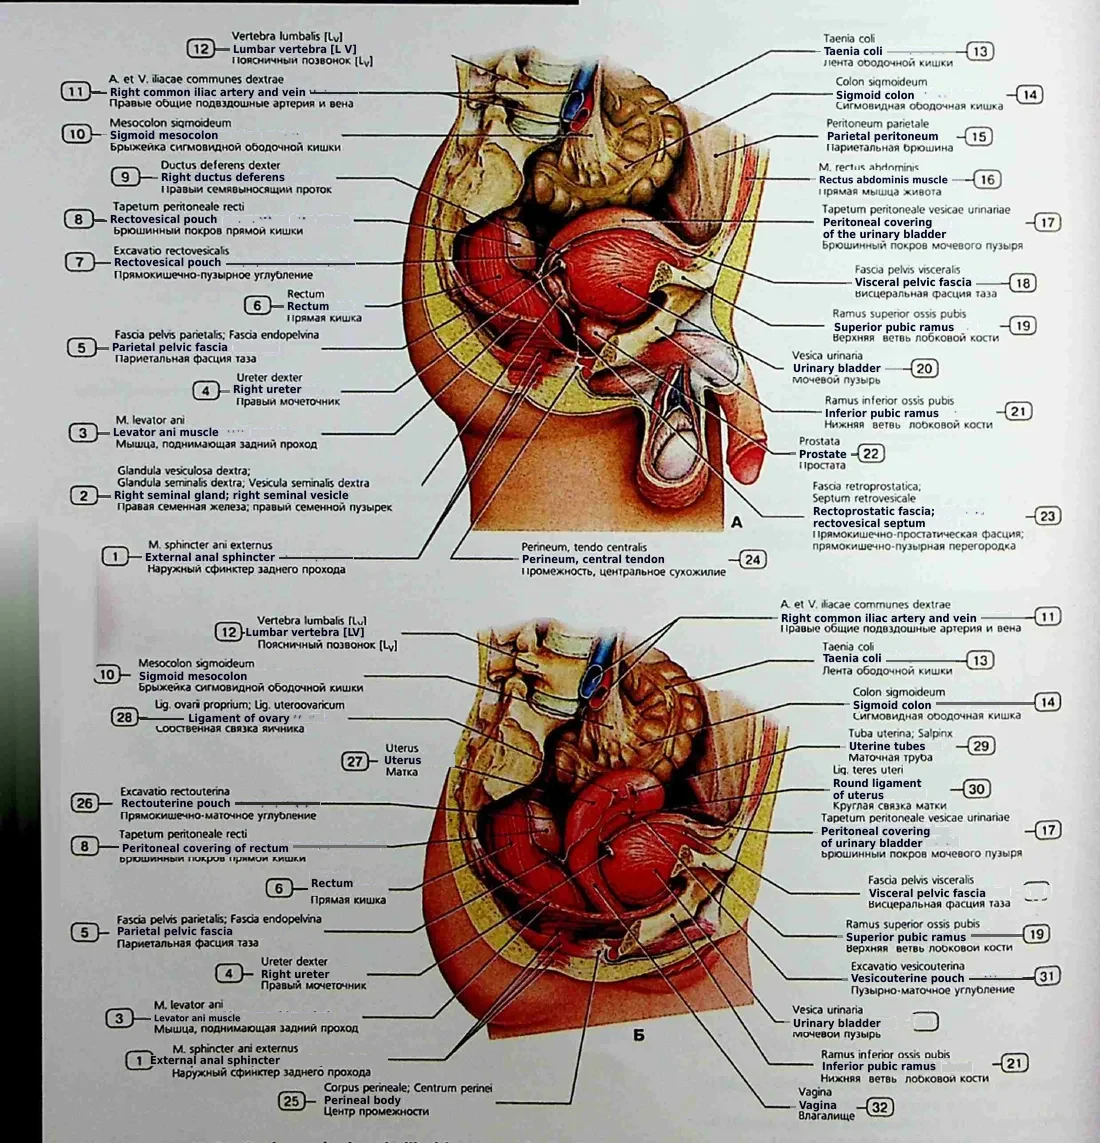 Vertebra lumbalis [Lv]
12 Lumbar vertebra [L V]
Поясничный позвонок [Lv]
A. et V. iliacae communes dextrae
11 Right common iliac artery and vein
Правые общие подвздошные артерия и вена
Mesocolon sigmoideum
10 Sigmoid mesocolon
Брыжейка сигмовидной ободочной кишки
Ductus deferens dexter
9 Right ductus deferens
Правый семявыносящий проток
Tapetum peritoneale recti
8 Rectovesical pouch
Брюшинный покров прямой кишки
Excavatio rectovesicalis
7 Rectovesical pouch
Прямокишечно-пузырное углубление
Rectum
6 Rectum
Прямая кишка
Fascia pelvis parietalis; Fascia endopelvina
5 Parietal pelvic fascia
Париетальная фасция таза
Ureter dexter
4 Right ureter
Правый мочеточник
M. levator ani
3 Levator ani muscle
Мышца, поднимающая задний проход
Glandula vesiculosa dextra;
Glandula seminalis dextra; Vesicula seminalis dextra
2 Right seminal gland; right seminal vesicle
Правая семенная железа; правый семенной пузырек
M. sphincter ani externus
1 External anal sphincter
Наружный сфинктер заднего прохода
Taenia coli
Taenia coli 13
Лента ободочной кишки
Colon sigmoideum
Sigmoid colon 14
Сигмовидная ободочная кишка
Peritoneum parietale
Parietal peritoneum 15
Париетальная брюшина
M. rectus abdominis
Rectus abdominis muscle 16
Прямая мышца живота
Tapetum peritoneale vesicae urinariae
Peritoneal covering 17
of the urinary bladder
Брюшинный покров мочевого пузыря
Fascia pelvis visceralis
Visceral pelvic fascia 18
Висцеральная фасция таза
Ramus superior ossis pubis
Superior pubic ramus 19
Верхняя ветвь лобковой кости
Vesica urinaria
Urinary bladder 20
Мочевой пузырь
Ramus inferior ossis pubis
Inferior pubic ramus 21
Нижняя ветвь лобковой кости
Prostata
Prostate 22
Простата
Fascia retroprostatica;
Septum retrovesicale
Rectoprostatic fascia; 23
rectovesical septum
Прямокишечно-простатическая фасция;
прямокишечно-пузырная перегородка
А
Perineum, tendo centralis
Perineum, central tendon 24
Промежность, центральное сухожилие
Vertebra lumbalis [Lv]
12 Lumbar vertebra [LV]
Поясничный позвонок [Lv]
Mesocolon sigmoideum
10 Sigmoid mesocolon
Брыжейка сигмовидной ободочной кишки
Lig. ovarii proprium; Lig. uteroovaricum
28 Ligament of ovary
Собственная связка яичника
Uterus
27 Uterus
Матка
Excavatio rectouterina
26 Rectouterine pouch
Прямокишечно-маточное углубление
Tapetum peritoneale recti
8 Peritoneal covering of rectum
Брюшинный покров прямой кишки
6 Rectum
Прямая кишка
Fascia pelvis parietalis; Fascia endopelvina
5 Parietal pelvic fascia
Париетальная фасция таза
Ureter dexter
4 Right ureter
Правый мочеточник
M. levator ani
3 Levator ani muscle
Мышца, поднимающая задний проход
M. sphincter ani externus
1 External anal sphincter
Наружный сфинктер заднего прохода
Corpus perineale; Centrum perinei
25 Perineal body
Центр промежности
A. et V. iliacae communes dextrae
Right common iliac artery and vein 11
Правые общие подвздошные артерия и вена
Taenia coli
Taenia coli 13
Лента ободочной кишки
Colon sigmoideum
Sigmoid colon 14
Сигмовидная ободочная кишка
Tuba uterina; Salpinx
Uterine tubes 29
Маточная труба
Lig. teres uteri
Round ligament 30
of uterus
Круглая связка матки
Tapetum peritoneale vesicae urinariae
Peritoneal covering 17
of urinary bladder
Брюшинный покров мочевого пузыря
Fascia pelvis visceralis
Visceral pelvic fascia
Висцеральная фасция таза
Ramus superior ossis pubis
Superior pubic ramus 19
Верхняя ветвь лобковой кости
Excavatio vesicouterina
Vesicouterine pouch 31
Пузырно-маточное углубление
Vesica urinaria
Urinary bladder
Мочевой пузырь
Ramus inferior ossis pubis
Inferior pubic ramus 21
Нижняя ветвь лобковой кости
Vagina
Vagina 32
Влагалище
Б